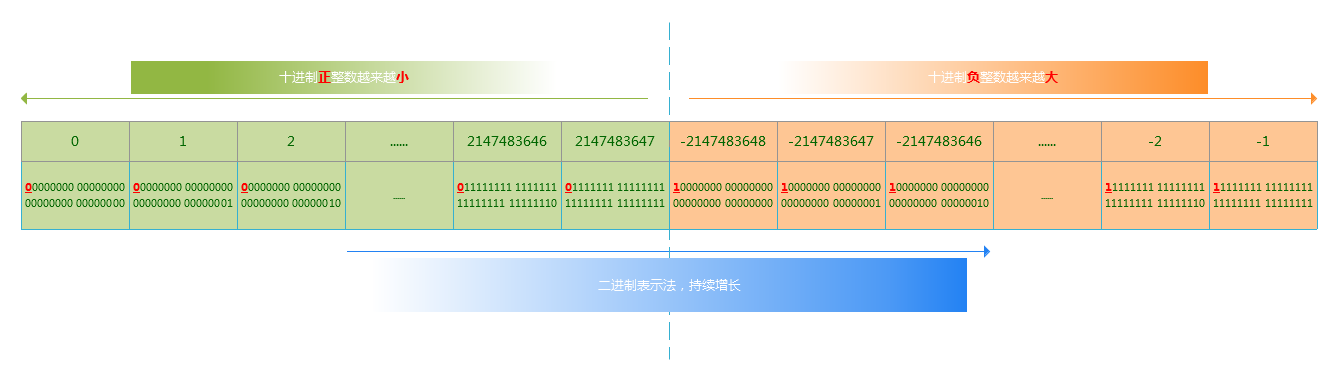 十进制正整数越来越小
十进制负整数越来越大
0 1 2 ...... 2147483646 2147483647 -2147483648 -2147483647 -2147483646 ...... -2 -1
00000000 00000000 00000000 00000000 00000000 00000000 011111111 1111111 01111111 11111111 10000000 00000000 10000000 00000000 10000000 00000000 11111111 11111111 11111111 11111111
00000000 00000000 00000000 00000001 00000000 00000010 ...... 11111111 11111110 11111111 11111111 00000000 00000000 00000000 00000001 00000000 00000010 ...... 11111111 11111110 11111111 11111111
二进制表示法，持续增长